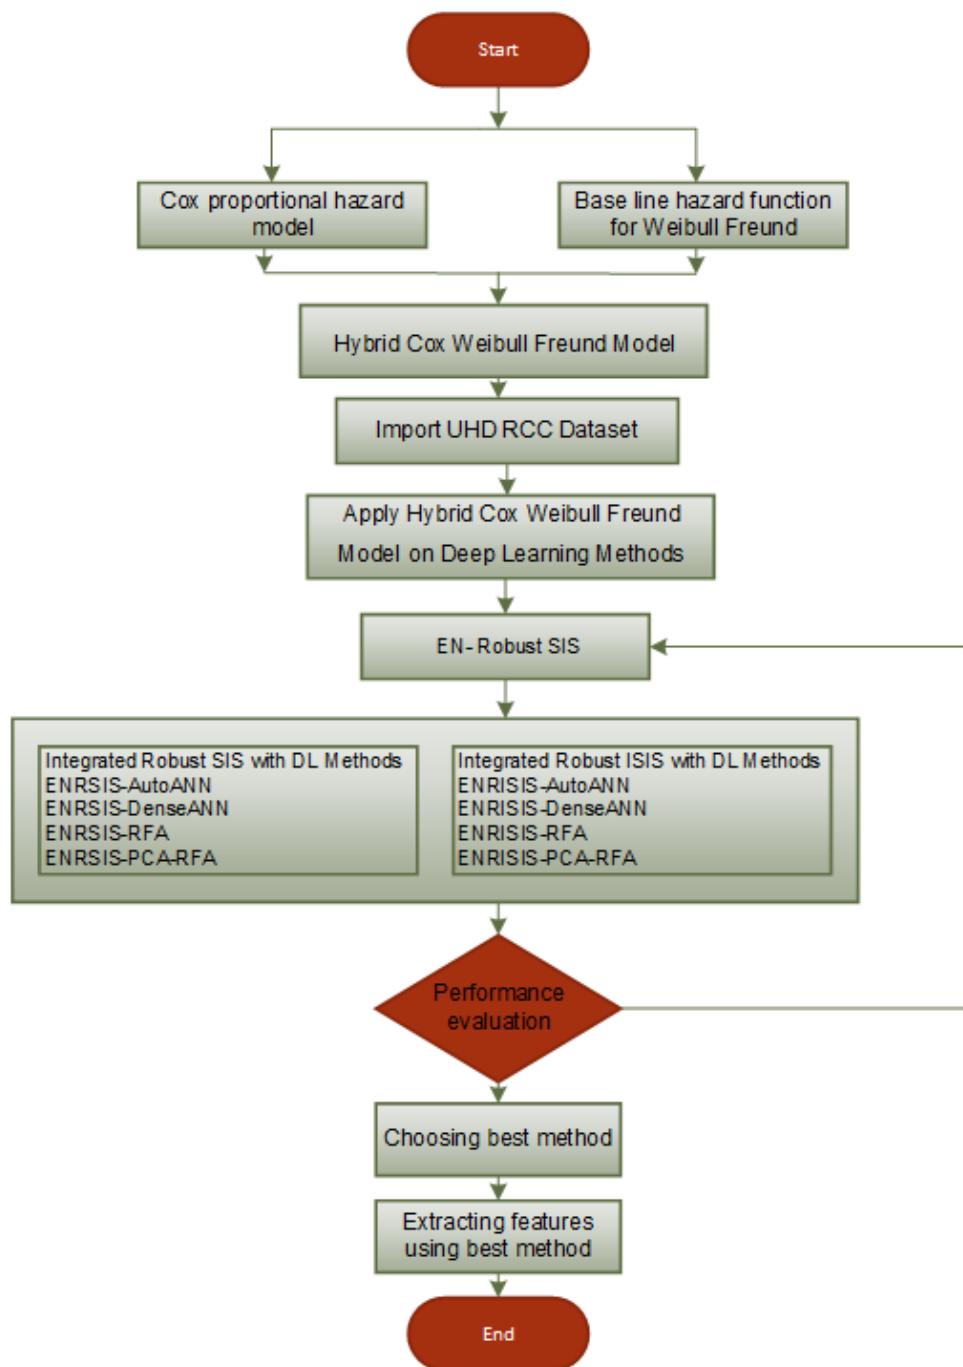 Start
Cox proportional hazard
model
Base line hazard function
for Weibull Freund
Hybrid Cox Weibull Freund Model
Import UHD RCC Dataset
Apply Hybrid Cox Weibull Freund
Model on Deep Learning Methods
EN- Robust SIS
Integrated Robust SIS with DL Methods
ENRSIS-AutoANN
ENRSIS-DenseANN
ENRSIS-RFA
ENRSIS-PCA-RFA
Integrated Robust ISIS with DL Methods
ENRISIS-AutoANN
ENRISIS-DenseANN
ENRISIS-RFA
ENRISIS-PCA-RFA
Performance
evaluation
Choosing best method
Extracting features
using best method
End